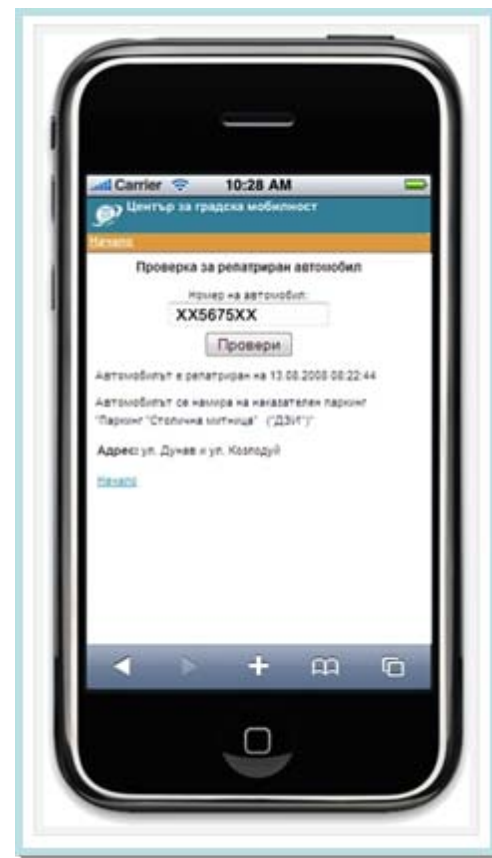 Carrier 10:28 AM
Център за градска мобилност
Начало
Проверка за репатриран автомобил
Номер на автомобил:
XX5675XX
Провери
Автомобилът е репатриран на 13.08.2008 08:22:44
Автомобилът се намира на наказателен паркинг
"Паркинг "Столична митница" ("ДЗИ")"
Адрес: ул. Дунав и ул. Козлодуй
Начало